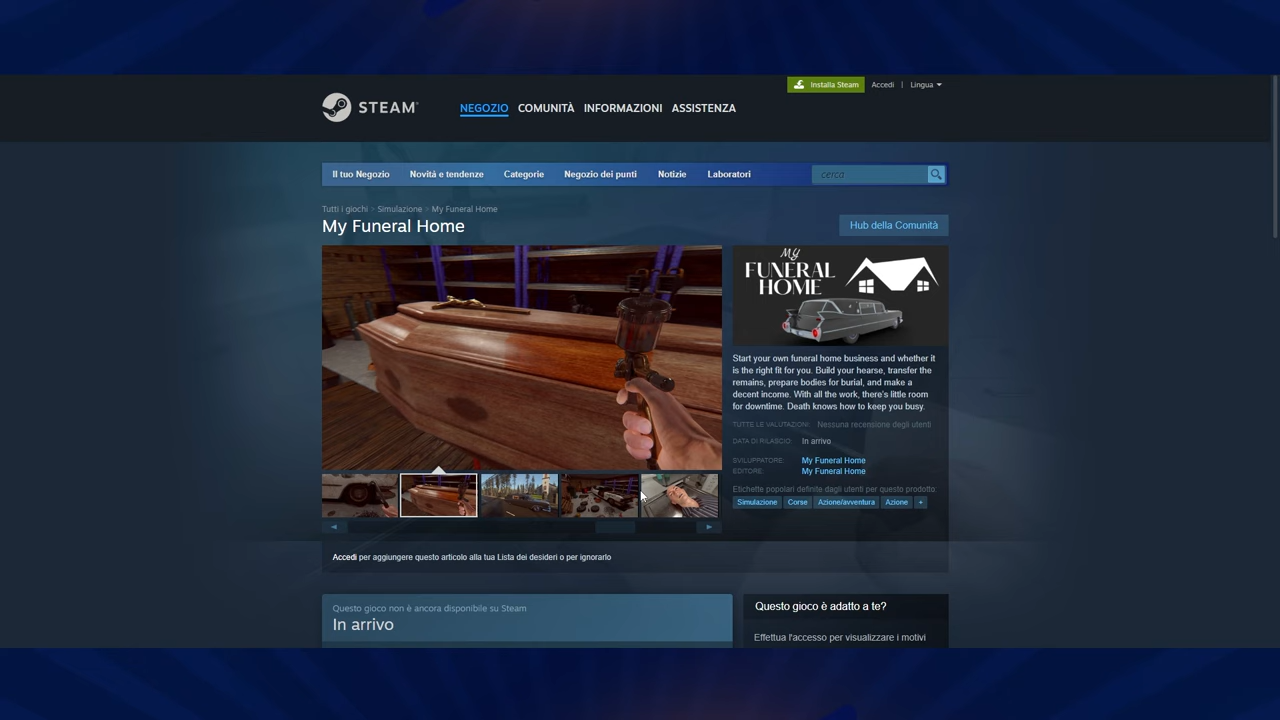 Installa Steam Accedi | Lingua
STEAM® NEGOZIO COMUNITÀ INFORMAZIONI ASSISTENZA
Il tuo Negozio Novità e tendenze Categorie Negozio dei punti Notizie Laboratori cerca
Tutti i giochi > Simulazione > My Funeral Home
My Funeral Home
Hub della Comunità
MY
FUNERAL
HOME
Start your own funeral home business and whether it
is the right fit for you. Build your hearse, transfer the
remains, prepare bodies for burial, and make a
decent income. With all the work, there's little room
for downtime. Death knows how to keep you busy.
TUTTE LE VALUTAZIONI: Nessuna recensione degli utenti
DATA DI RILASCIO: In arrivo
SVILUPPATORE: My Funeral Home
EDITORE: My Funeral Home
Etichette popolari definite dagli utenti per questo prodotto:
Simulazione Corse Azione/avventura Azione +
Accedi per aggiungere questo articolo alla tua Lista dei desideri o per ignorarlo
Questo gioco non è ancora disponibile su Steam
In arrivo
Questo gioco è adatto a te?
Effettua l'accesso per visualizzare i motivi